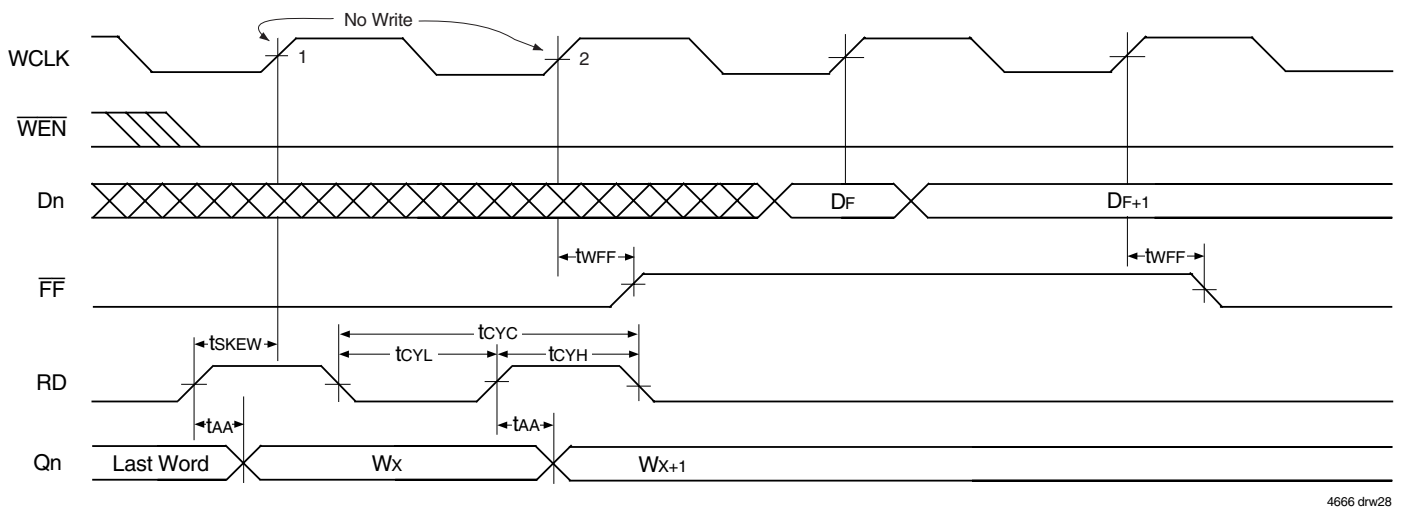 No Write
WCLK 1 2
WEN
Dn DF DF+1
tWFF tWFF
FF
tCYC
tSKEW tCYL tCYH
RD
tAA tAA
Qn Last Word WX WX+1
4666 drw28